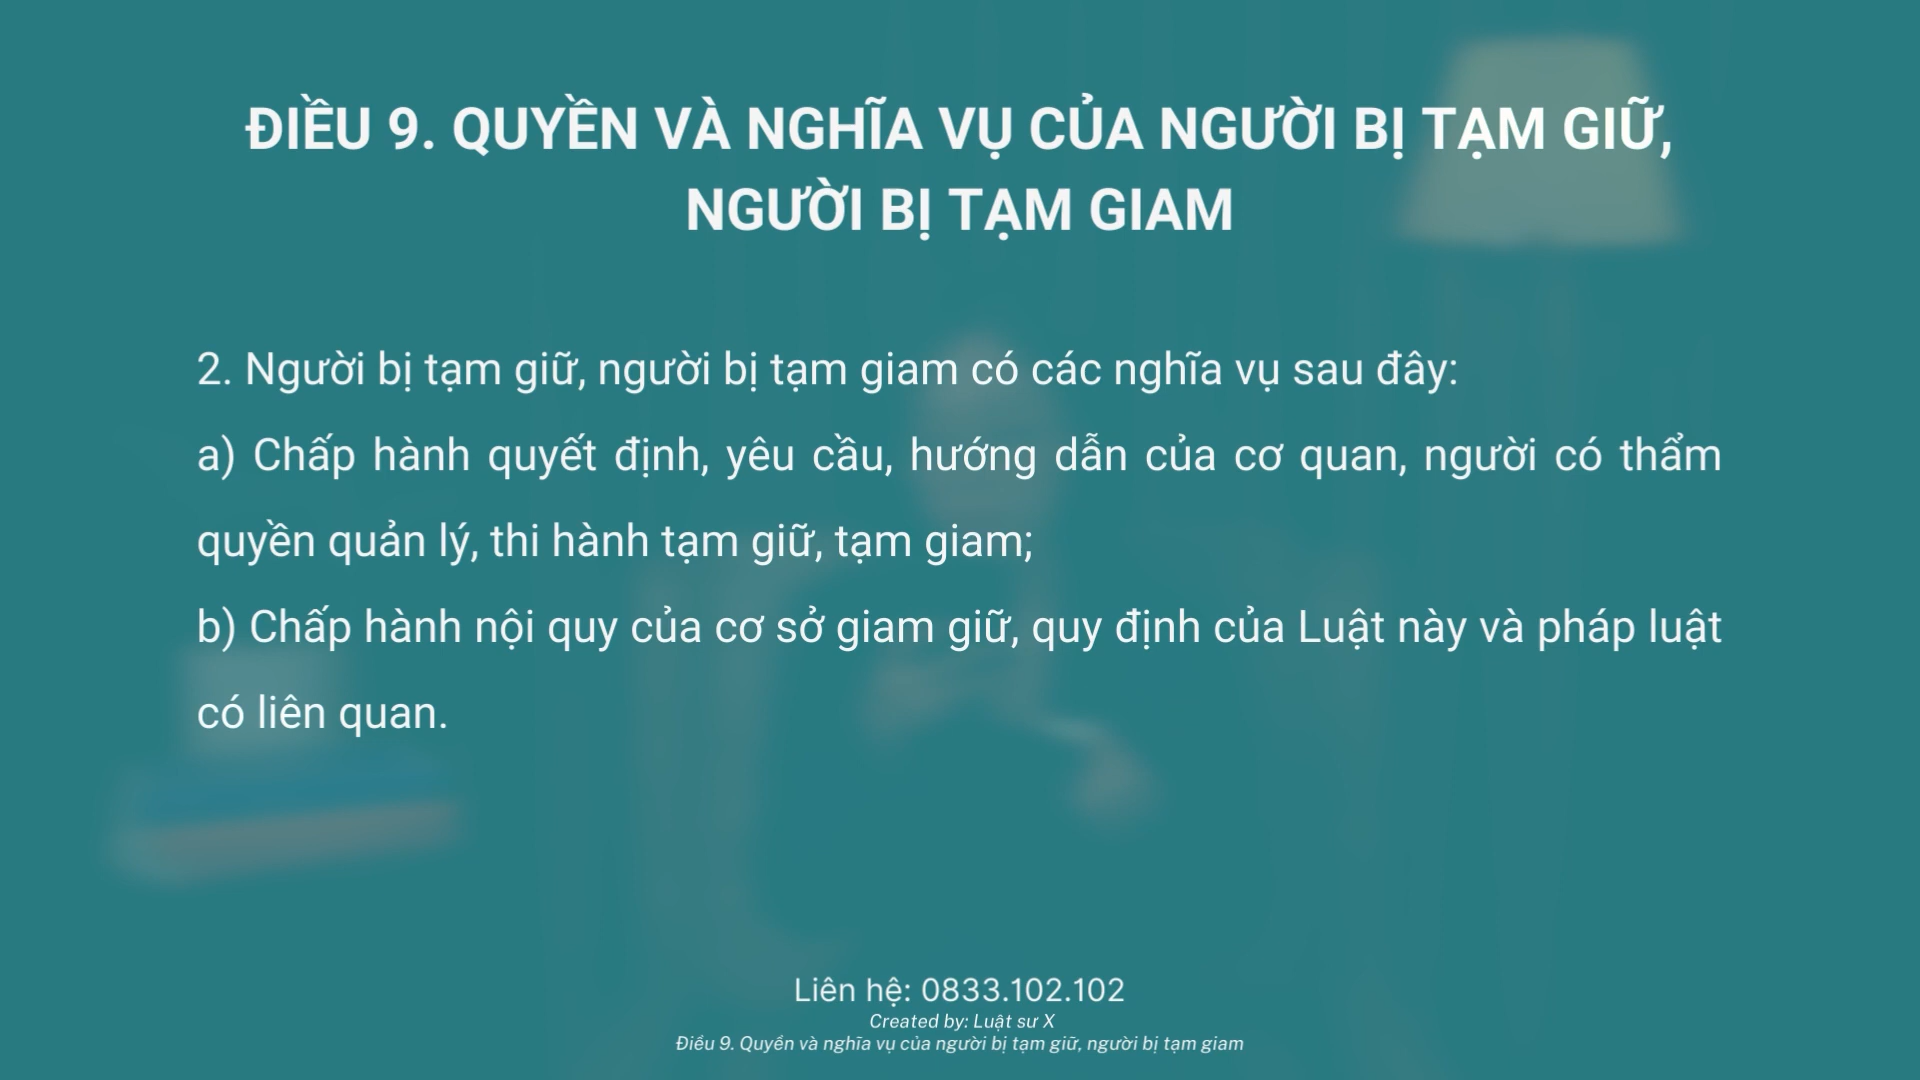 ĐIỀU 9. QUYỀN VÀ NGHĨA VỤ CỦA NGƯỜI BỊ TẠM GIỮ,
NGƯỜI BỊ TẠM GIAM
2. Người bị tạm giữ, người bị tạm giam có các nghĩa vụ sau đây:
a) Chấp hành quyết định, yêu cầu, hướng dẫn của cơ quan, người có thẩm
quyền quản lý, thi hành tạm giữ, tạm giam;
b) Chấp hành nội quy của cơ sở giam giữ, quy định của Luật này và pháp luật
có liên quan.
Liên hệ: 0833.102.102
Created by: Luật sư X
Điều 9. Quyền và nghĩa vụ của người bị tạm giữ, người bị tạm giam